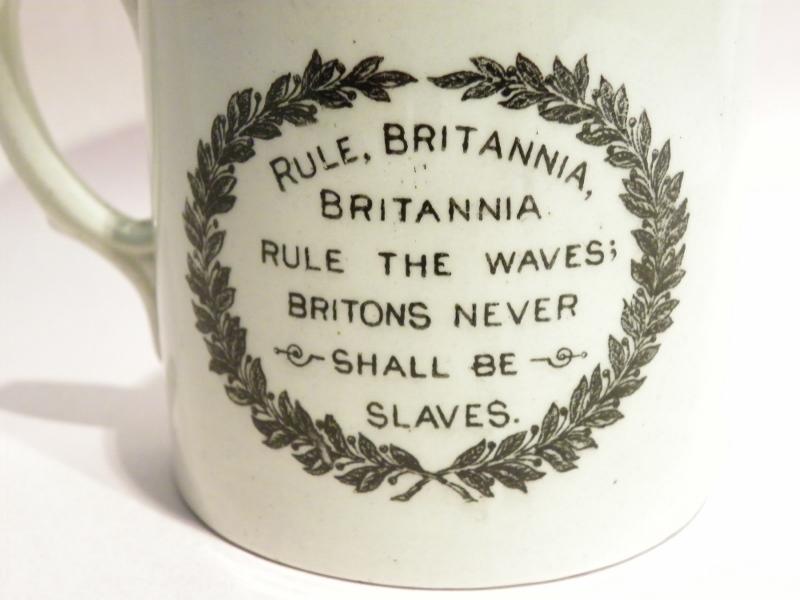 RULE, BRITANNIA,
BRITANNIA
RULE THE WAVES;
BRITONS NEVER
SHALL BE
SLAVES.